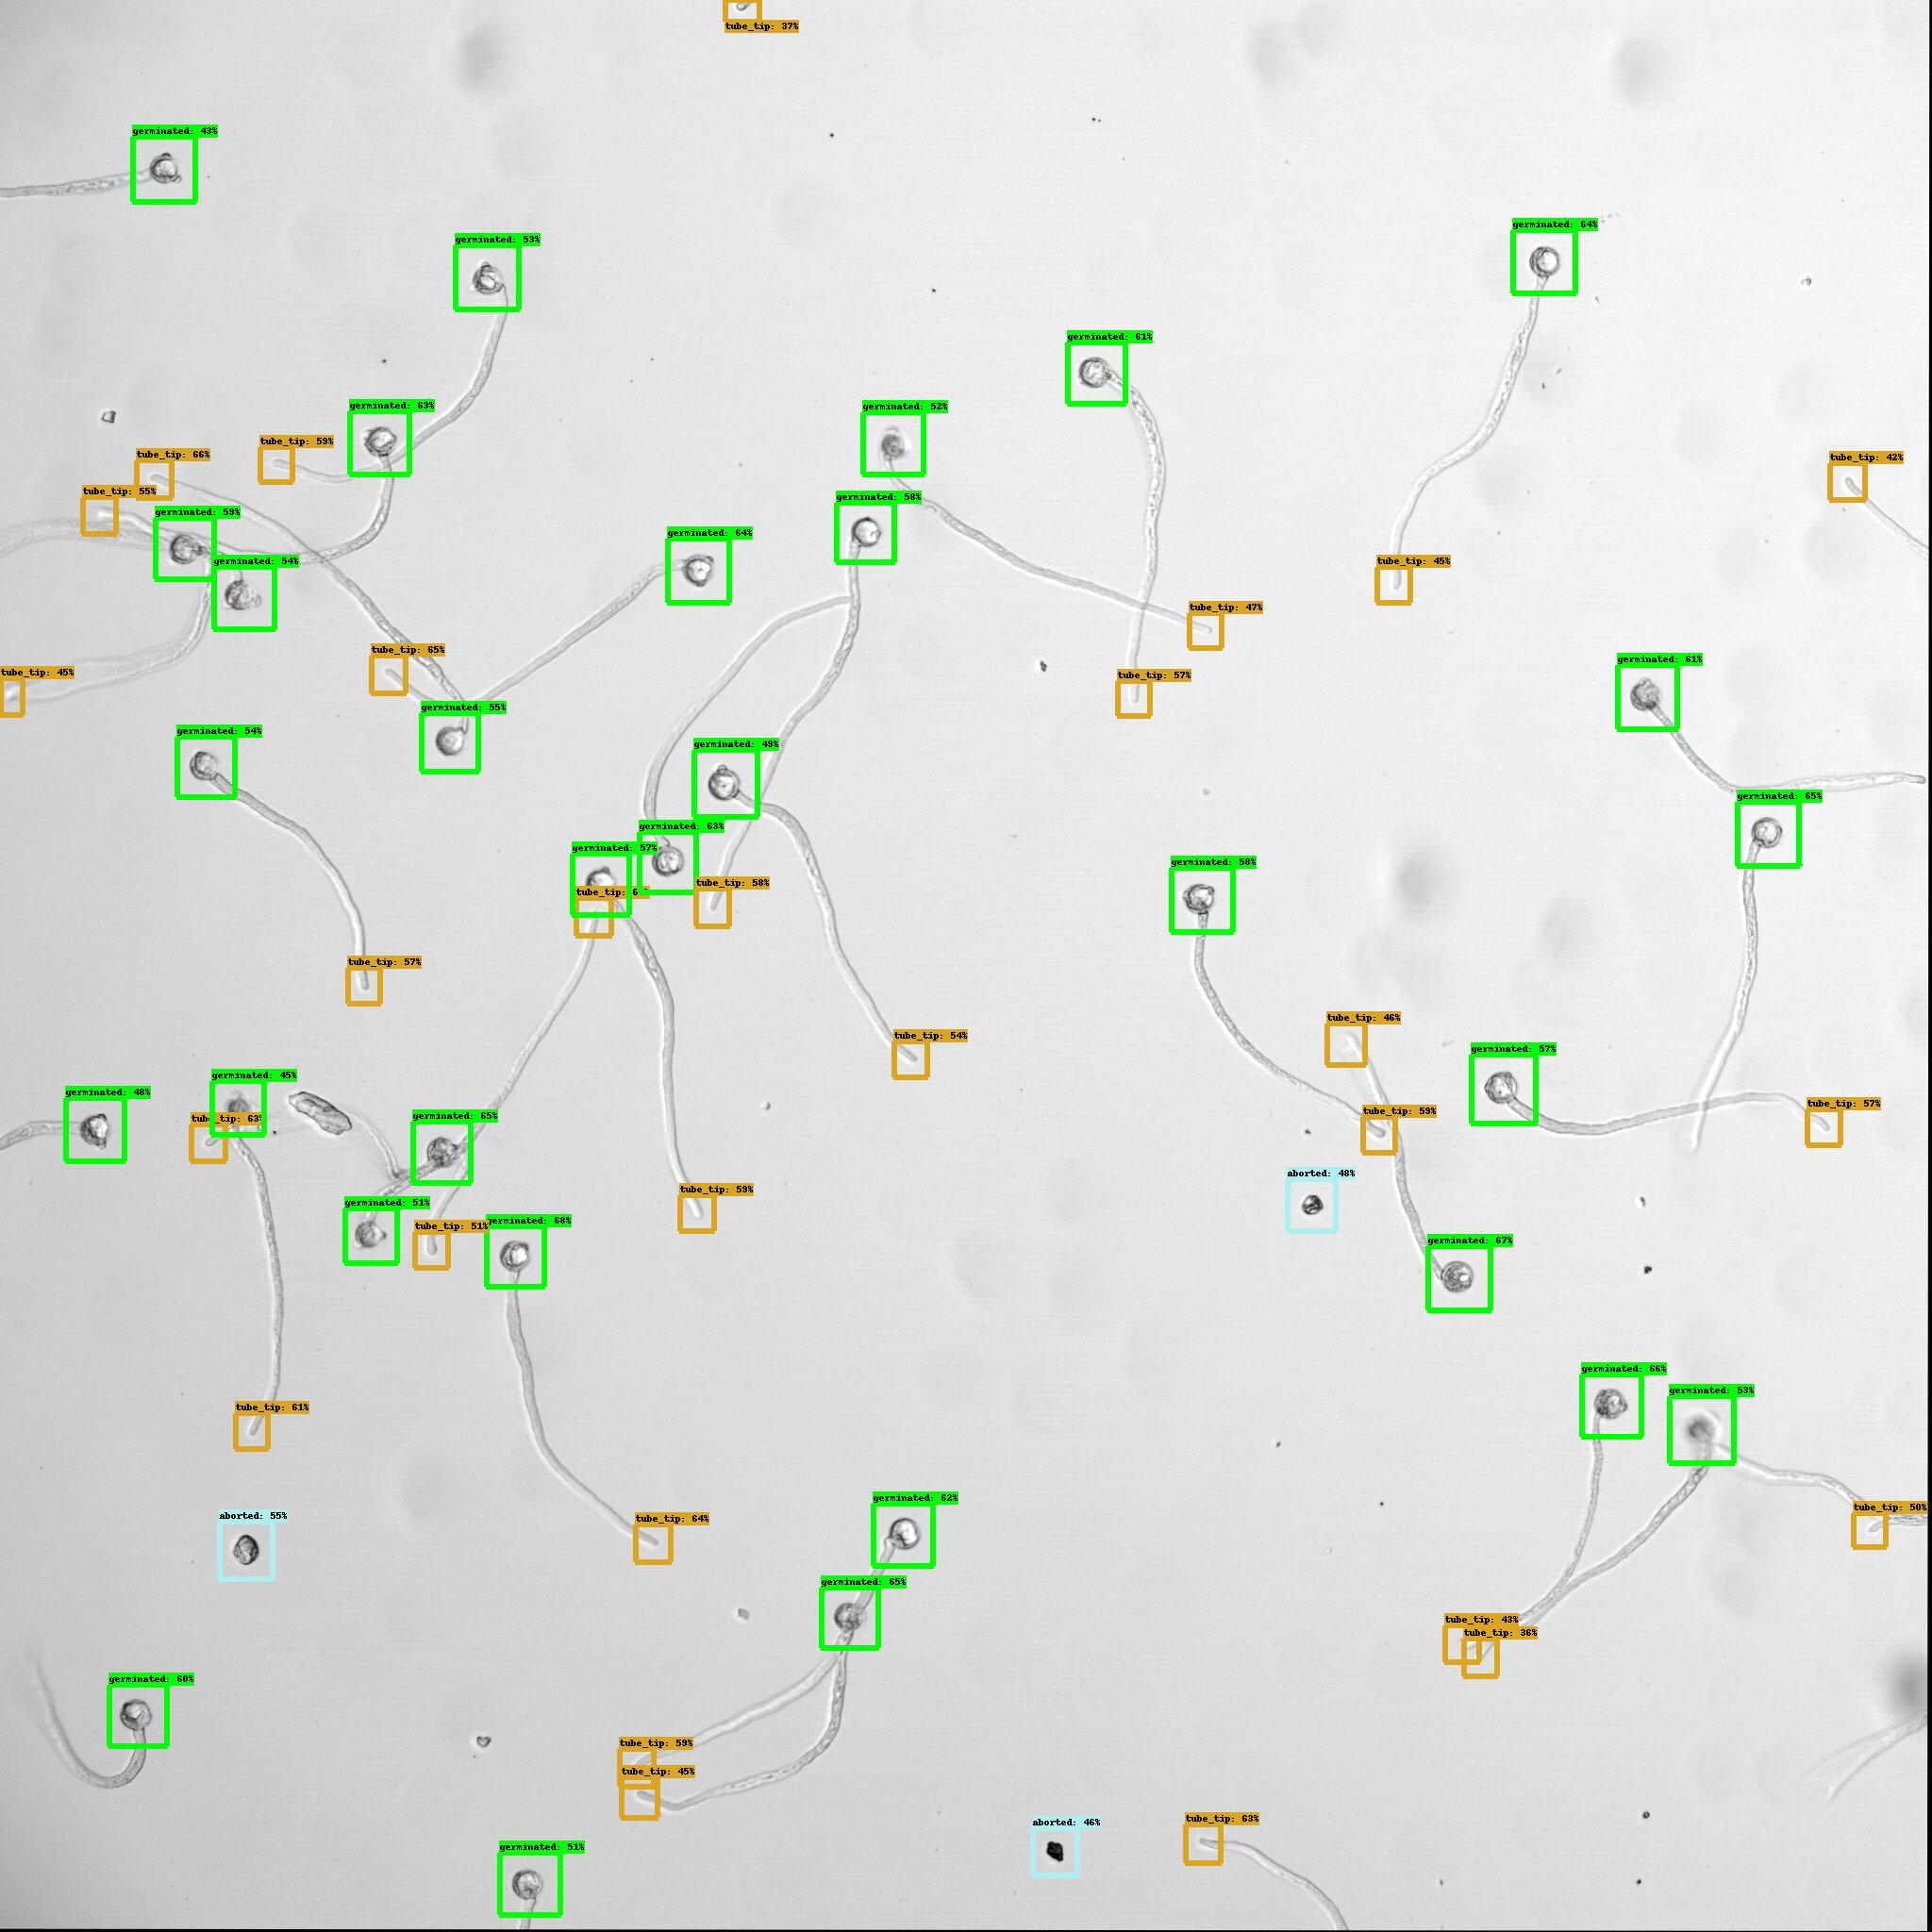 tube_tip: 37%
germinated: 43%
germinated: 64%
germinated: 53%
germinated: 61%
germinated: 63%
germinated: 52%
tube_tip: 59%
tube_tip: 66%
tube_tip: 42%
tube_tip: 55%
germinated: 58%
germinated: 59%
germinated: 64%
germinated: 54%
tube_tip: 45%
tube_tip: 47%
tube_tip: 65%
germinated: 61%
tube_tip: 45%
tube_tip: 57%
germinated: 55%
germinated: 54%
germinated: 49%
germinated: 65%
germinated: 63%
germinated: 57%
germinated: 58%
tube_tip: 58%
tube_tip:
tube_tip: 57%
tube_tip: 46%
tube_tip: 54%
germinated: 57%
germinated: 45%
germinated: 48%
tube_tip: 57%
tube_tip: 59%
germinated: 65%
tube_tip: 63%
aborted: 48%
tube_tip: 59%
germinated: 51%
germinated: 68%
tube_tip: 51%
germinated: 67%
germinated: 66%
germinated: 53%
tube_tip: 61%
germinated: 62%
tube_tip: 50%
aborted: 55%
tube_tip: 64%
germinated: 65%
tube_tip: 43%
tube_tip: 36%
germinated: 60%
tube_tip: 59%
tube_tip: 45%
tube_tip: 63%
aborted: 46%
germinated: 51%